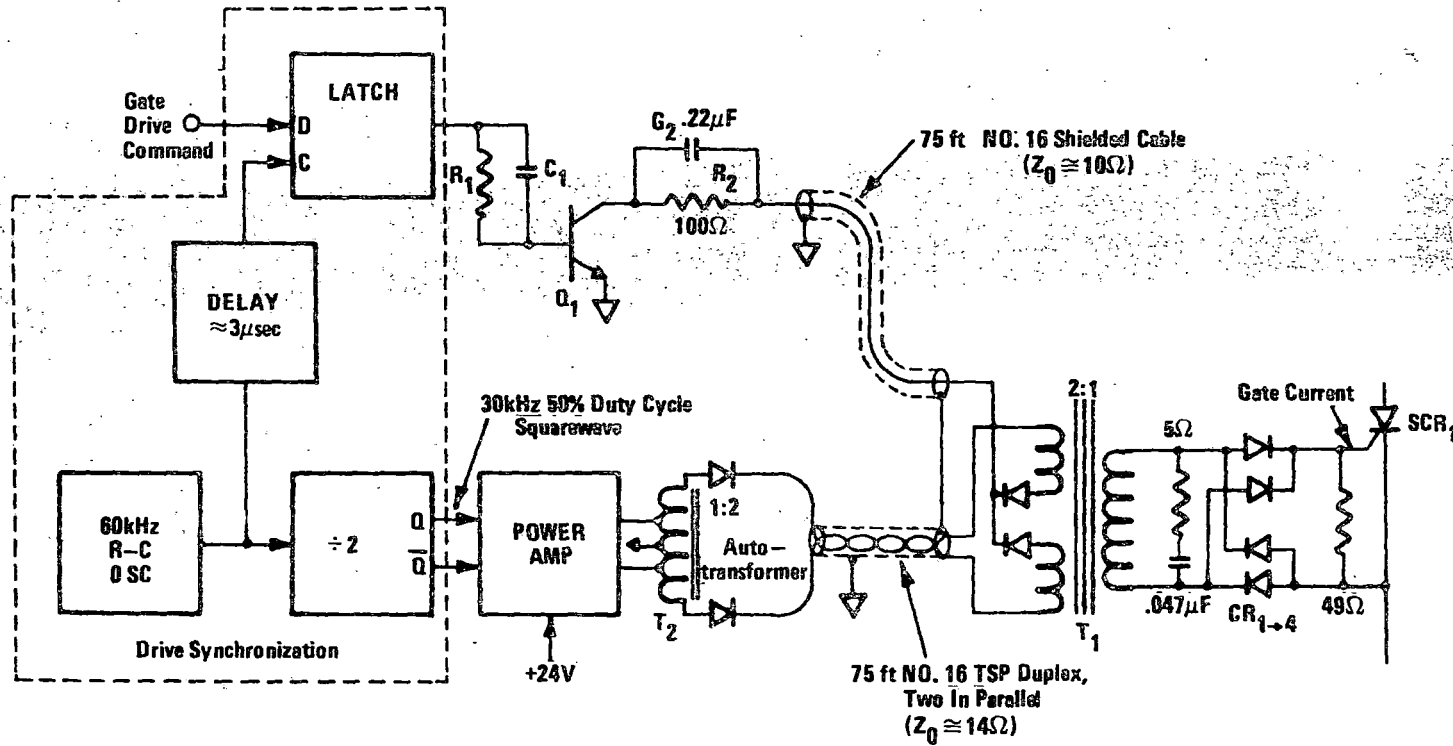 LATCH
Gate
Drive
Command
D
C
G2 .22μF
R1
C1
R2
100Ω
Q1
75 ft NO. 16 Shielded Cable
(Z0 ≅ 10Ω)
DELAY
≈3μsec
30kHz 50% Duty Cycle
Squarewave
60kHz
R-C
0 SC
÷2
Q
Q̅
POWER
AMP
1:2
Auto-
transformer
T2
+24V
Drive Synchronization
75 ft NO. 16 TSP Duplex,
Two In Parallel
(Z0 ≅ 14Ω)
2:1
T1
5Ω
.047μF
CR1→4
49Ω
Gate Current
SCR1